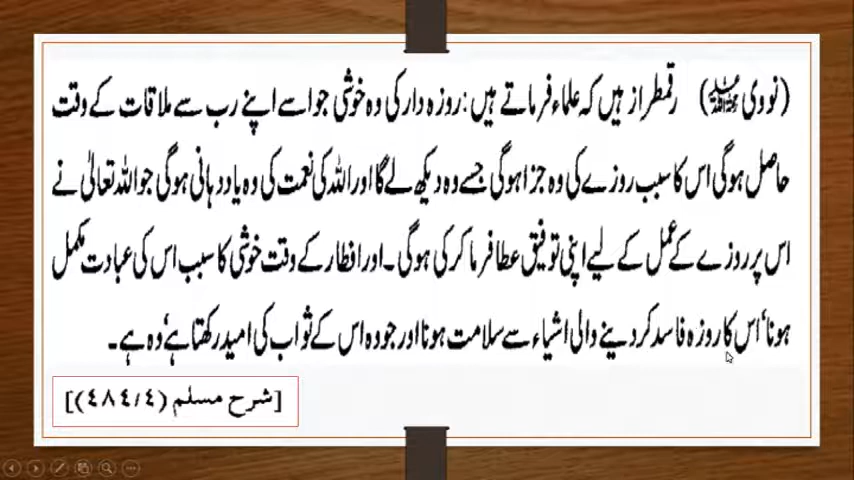 (نووی رحمہ اللہ) رقمطراز ہیں کہ علماء فرماتے ہیں: روزہ دار کی وہ خوشی جو اسے اپنے رب سے ملاقات کے وقت
حاصل ہوگی اس کا سبب روزے کی وہ جزا ہوگی جسے وہ دیکھ لے گا اور اللہ کی نعمت کی وہ یاد دہانی ہوگی جو اللہ تعالیٰ نے
اس پر روزے کے عمل کے لیے اپنی توفیق عطا فرما کر کی ہوگی۔ اور افطار کے وقت خوشی کا سبب اس کی عبادت مکمل
ہونا، اس کا روزہ فاسد کر دینے والی اشیاء سے سلامت ہونا اور جو وہ اس کے ثواب کی امید رکھتا ہے، وہ ہے۔
[شرح مسلم (٤٨٤/٤)]